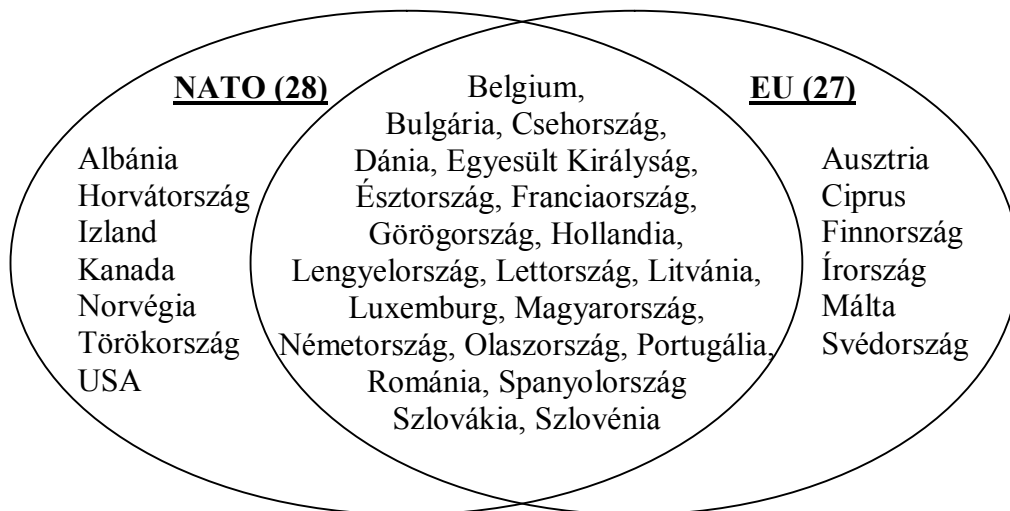 NATO (28)
Albánia
Horvátország
Izland
Kanada
Norvégia
Törökország
USA
Belgium,
Bulgária, Csehország,
Dánia, Egyesült Királyság,
Észtország, Franciaország,
Görögország, Hollandia,
Lengyelország, Lettország, Litvánia,
Luxemburg, Magyarország,
Németország, Olaszország, Portugália,
Románia, Spanyolország
Szlovákia, Szlovénia
EU (27)
Ausztria
Ciprus
Finnország
Írország
Málta
Svédország